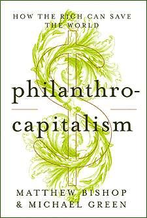 HOW THE RICH CAN SAVE
THE WORLD
philanthro-
capitalism
MATTHEW BISHOP
& MICHAEL GREEN